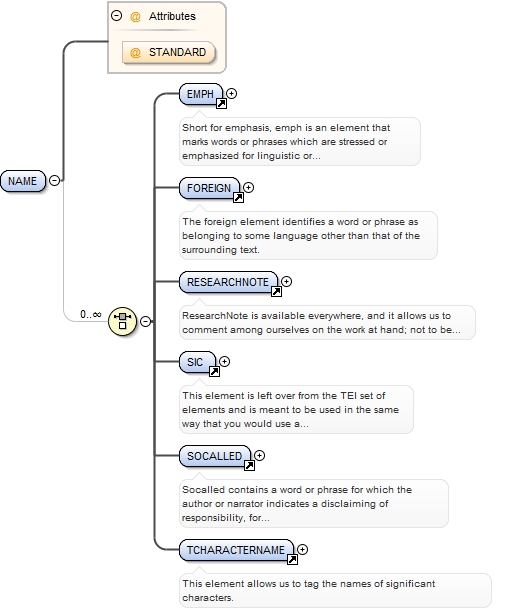 Attributes
@ STANDARD
EMPH
Short for emphasis, emph is an element that
marks words or phrases which are stressed or
emphasized for linguistic or...
NAME
FOREIGN
The foreign element identifies a word or phrase as
belonging to some language other than that of the
surrounding text.
RESEARCHNOTE
0..∞
ResearchNote is available everywhere, and it allows us to
comment among ourselves on the work at hand; not to be...
SIC
This element is left over from the TEI set of
elements and is meant to be used in the same
way that you would use a...
SOCALLED
Socalled contains a word or phrase for which the
author or narrator indicates a disclaiming of
responsibility, for...
TCHARACTERNAME
This element allows us to tag the names of significant
characters.